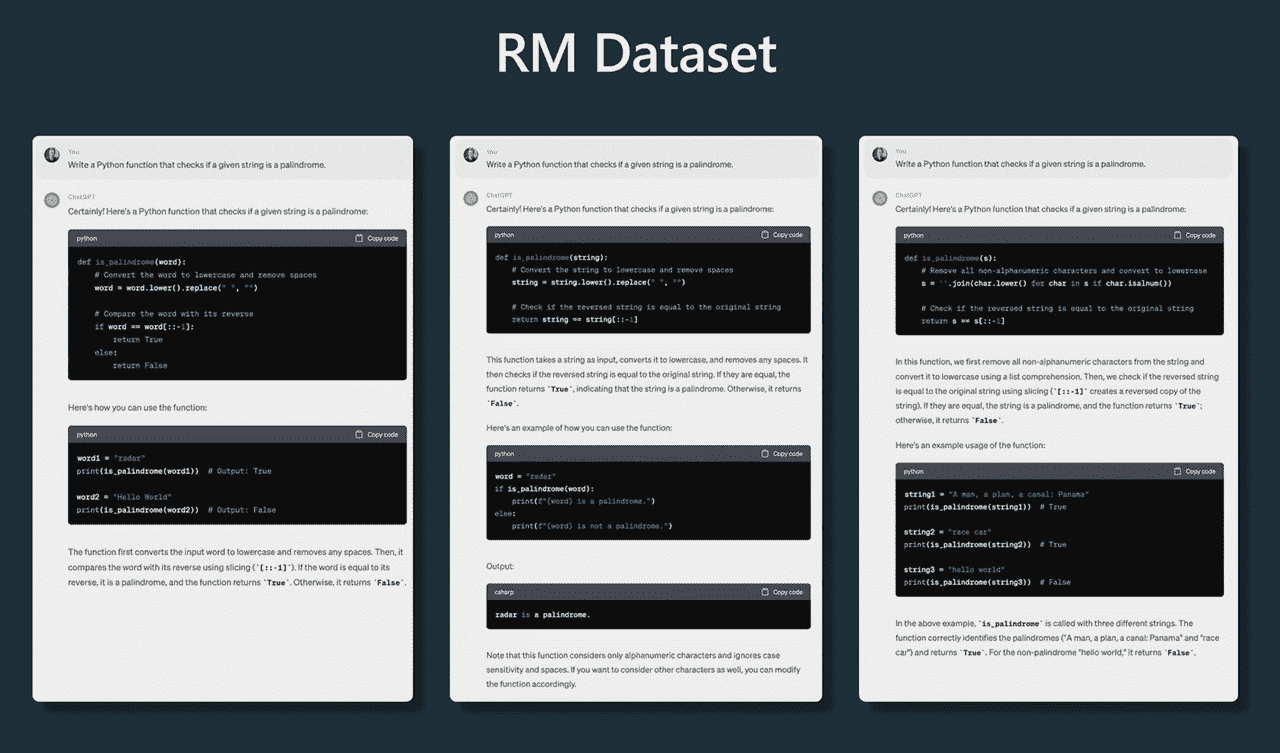 RM Dataset
You
Write a Python function that checks if a given string is a palindrome.
ChatGPT
Certainly! Here's a Python function that checks if a given string is a palindrome:
python
Copy code
def is_palindrome(word):
    # Convert the word to lowercase and remove spaces
    word = word.lower().replace(" ", "")

    # Compare the word with its reverse
    if word == word[::-1]:
        return True
    else:
        return False
Here's how you can use the function:
python
Copy code
word1 = "radar"
print(is_palindrome(word1))  # Output: True

word2 = "Hello World"
print(is_palindrome(word2))  # Output: False
The function first converts the input word to lowercase and removes any spaces. Then, it
compares the word with its reverse using slicing (`[::-1]`). If the word is equal to its
reverse, it is a palindrome, and the function returns `True`. Otherwise, it returns `False`.
You
Write a Python function that checks if a given string is a palindrome.
ChatGPT
Certainly! Here's a Python function that checks if a given string is a palindrome:
python
Copy code
def is_palindrome(string):
    # Convert the string to lowercase and remove spaces
    string = string.lower().replace(" ", "")

    # Check if the reversed string is equal to the original string
    return string == string[::-1]
This function takes a string as input, converts it to lowercase, and removes any spaces. It
then checks if the reversed string is equal to the original string. If they are equal, the
function returns `True`, indicating that the string is a palindrome. Otherwise, it returns
`False`.
Here's an example of how you can use the function:
python
Copy code
word = "radar"
if is_palindrome(word):
    print(f"{word} is a palindrome.")
else:
    print(f"{word} is not a palindrome.")
Output:
csharp
Copy code
radar is a palindrome.
Note that this function considers only alphanumeric characters and ignores case
sensitivity and spaces. If you want to consider other characters as well, you can modify
the function accordingly.
You
Write a Python function that checks if a given string is a palindrome.
ChatGPT
Certainly! Here's a Python function that checks if a given string is a palindrome:
python
Copy code
def is_palindrome(s):
    # Remove all non-alphanumeric characters and convert to lowercase
    s = ''.join(char.lower() for char in s if char.isalnum())

    # Check if the reversed string is equal to the original string
    return s == s[::-1]
In this function, we first remove all non-alphanumeric characters from the string and
convert it to lowercase using a list comprehension. Then, we check if the reversed string
is equal to the original string using slicing (`[::-1]` creates a reversed copy of the
string). If they are equal, the string is a palindrome, and the function returns `True`;
otherwise, it returns `False`.
Here's an example usage of the function:
python
Copy code
string1 = "A man, a plan, a canal: Panama"
print(is_palindrome(string1))  # True

string2 = "race car"
print(is_palindrome(string2))  # True

string3 = "hello world"
print(is_palindrome(string3))  # False
In the above example, `is_palindrome` is called with three different strings. The
function correctly identifies the palindromes ("A man, a plan, a canal: Panama" and "race
car") and returns `True`. For the non-palindrome "hello world," it returns `False`.